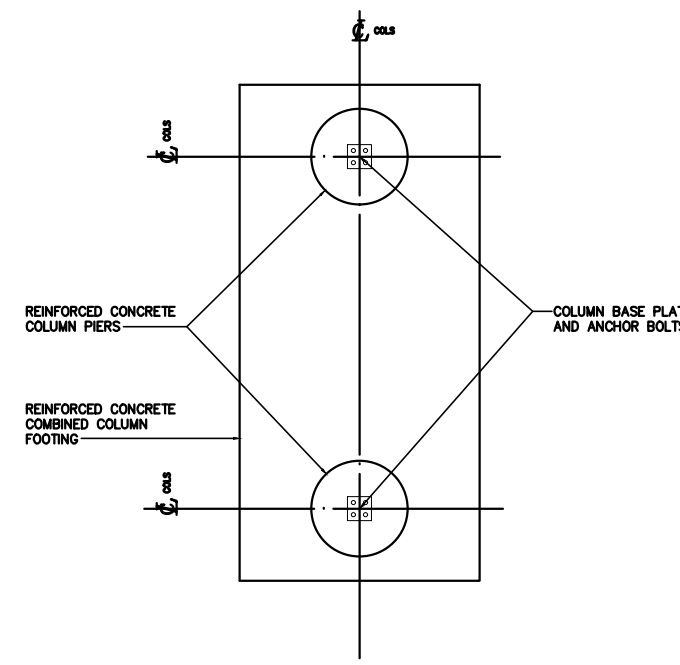 ℄ COLS
℄ COLS
REINFORCED CONCRETE
COLUMN PIERS
COLUMN BASE PLAT
AND ANCHOR BOLTS
REINFORCED CONCRETE
COMBINED COLUMN
FOOTING
℄ COLS